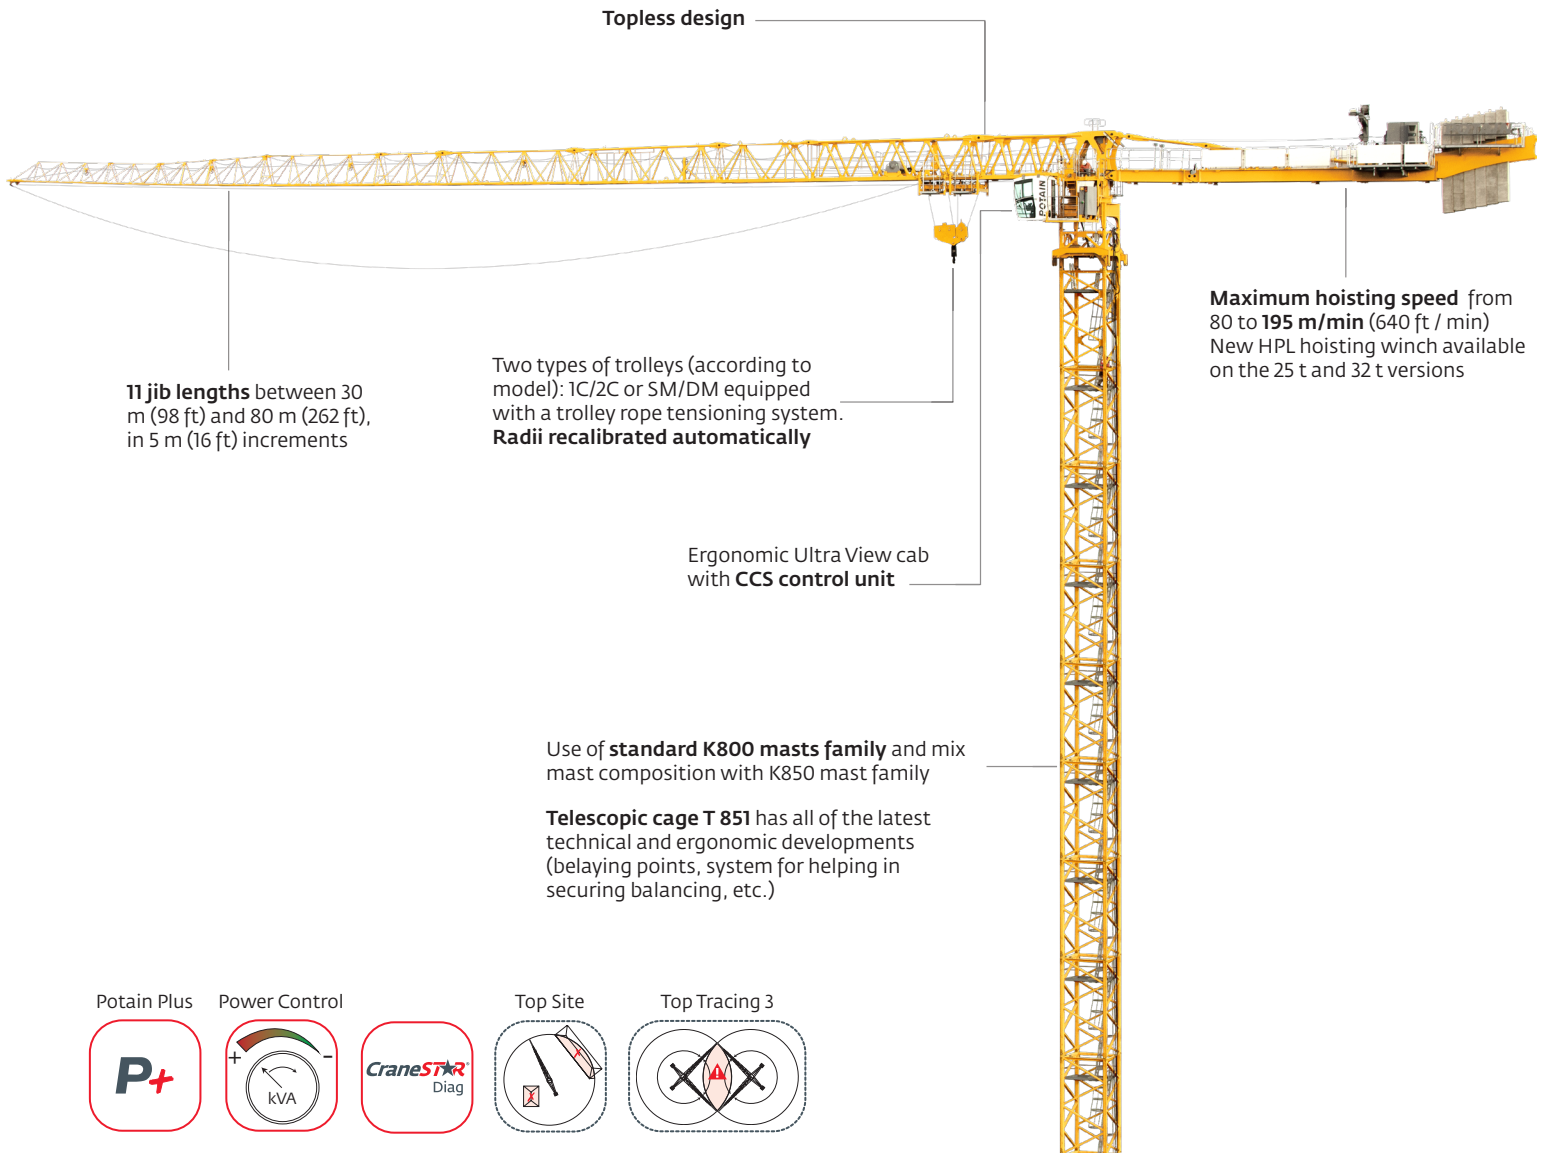 Topless design
POTAIN
Maximum hoisting speed from
80 to 195 m/min (640 ft / min)
New HPL hoisting winch available
on the 25 t and 32 t versions
11 jib lengths between 30
m (98 ft) and 80 m (262 ft),
in 5 m (16 ft) increments
Two types of trolleys (according to
model): 1C/2C or SM/DM equipped
with a trolley rope tensioning system.
Radii recalibrated automatically
Ergonomic Ultra View cab
with CCS control unit
Use of standard K800 masts family and mix
mast composition with K850 mast family
Telescopic cage T 851 has all of the latest
technical and ergonomic developments
(belaying points, system for helping in
securing balancing, etc.)
Potain Plus
Power Control
Top Site
Top Tracing 3
P+
+ −
kVA
CraneSTAR®
Diag